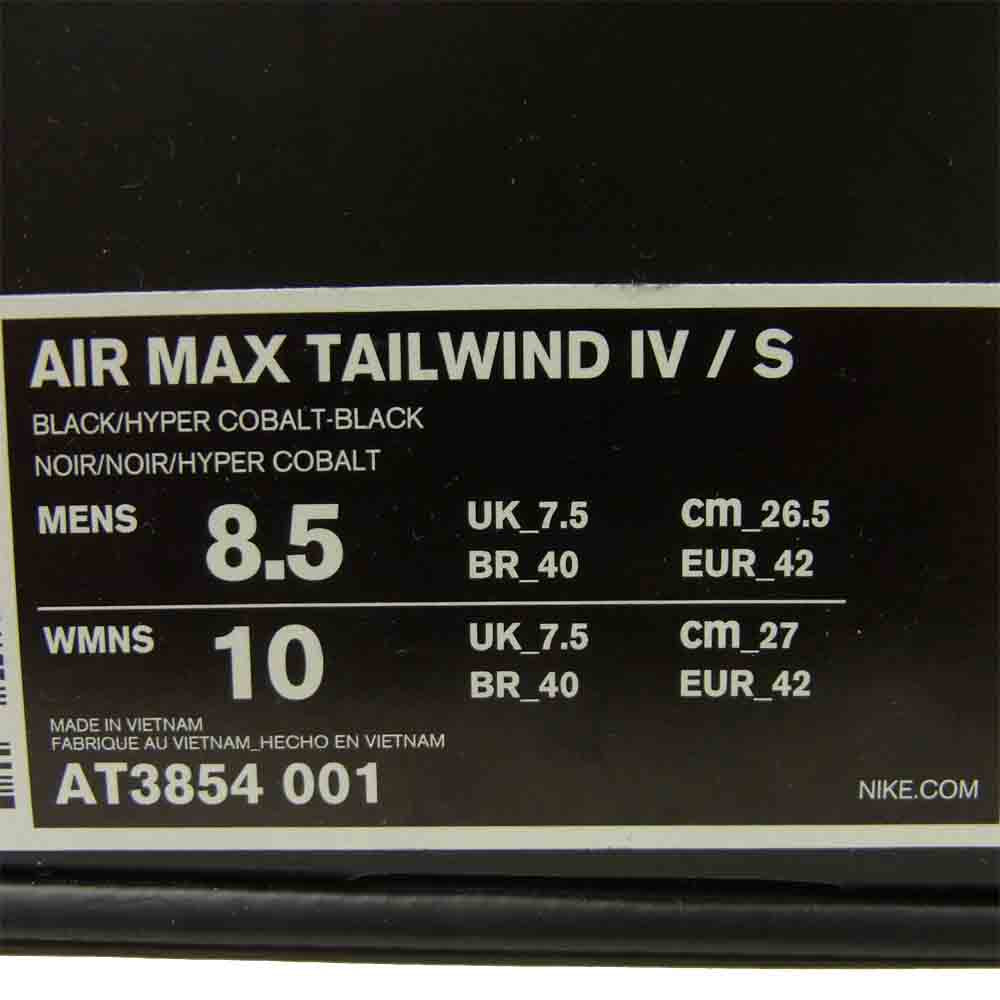 AIR MAX TAILWIND IV / S
BLACK/HYPER COBALT-BLACK
NOIR/NOIR/HYPER COBALT
MENS 8.5 UK_7.5 cm_26.5
BR_40 EUR_42
WMNS 10 UK_7.5 cm_27
BR_40 EUR_42
MADE IN VIETNAM
FABRIQUE AU VIETNAM_HECHO EN VIETNAM
AT3854 001 NIKE.COM